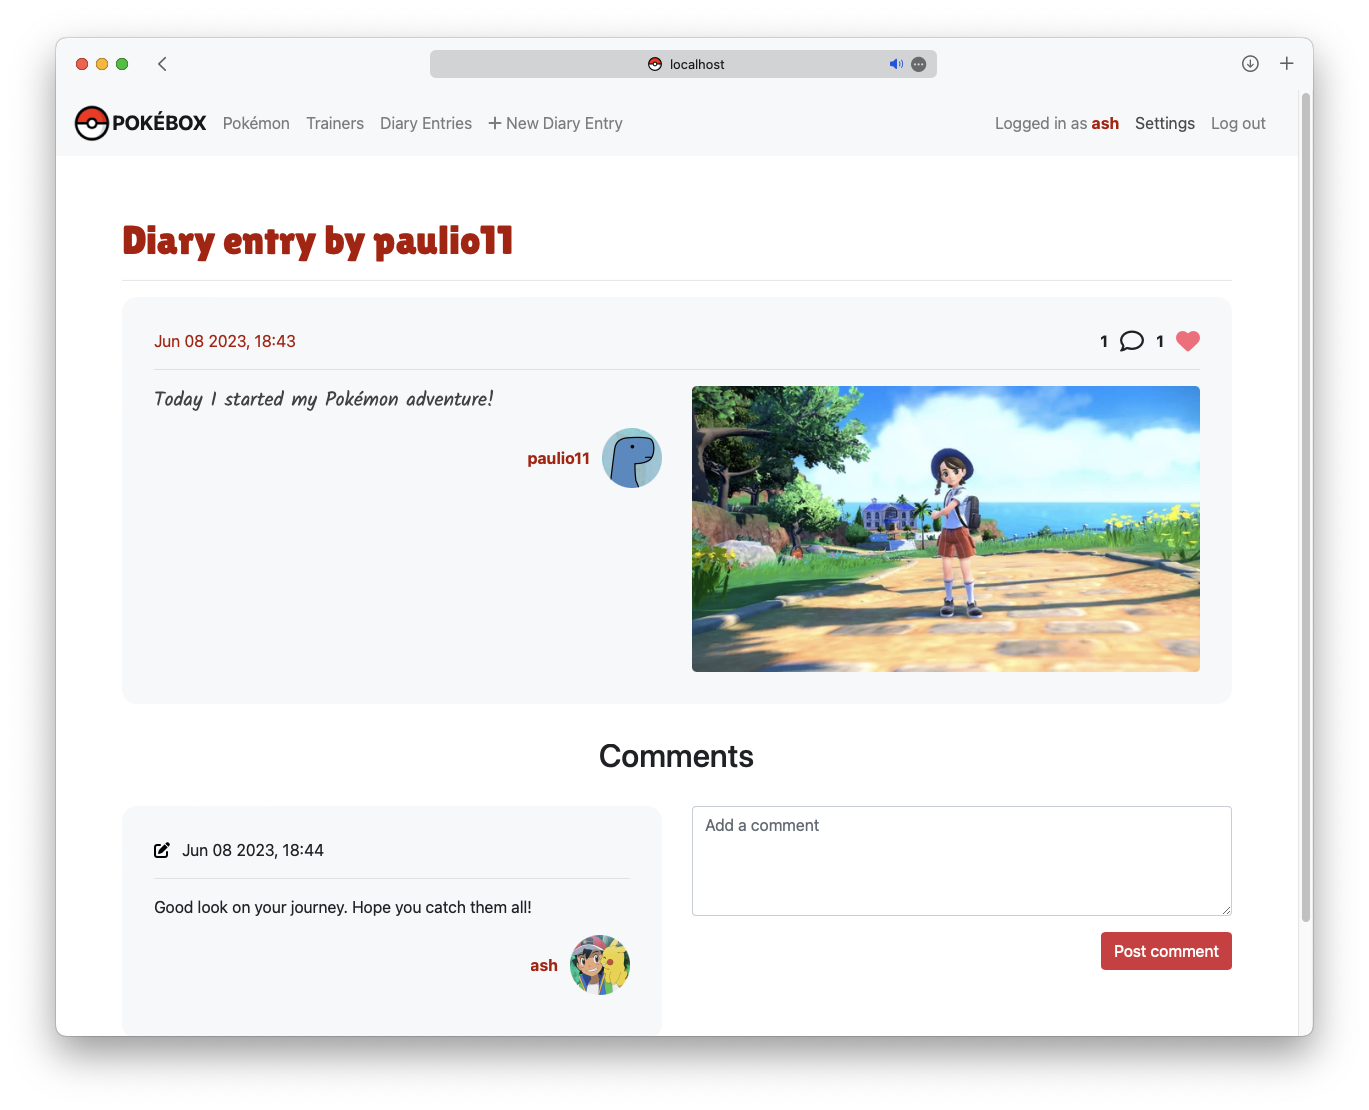 localhost
POKÉBOX Pokémon Trainers Diary Entries + New Diary Entry Logged in as ash Settings Log out
Diary entry by paulio11
Jun 08 2023, 18:43 1 1
Today I started my Pokémon adventure!
paulio11
Comments
Jun 08 2023, 18:44
Good look on your journey. Hope you catch them all!
ash
Add a comment
Post comment